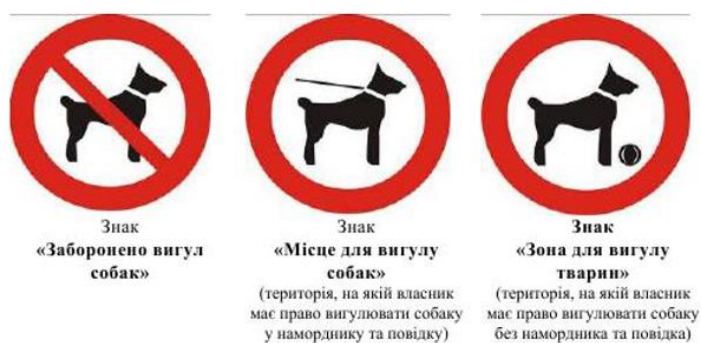 Знак
«Заборонено вигул
собак»
Знак
«Місце для вигулу
собак»
(територія, на якій власник
має право вигулювати собаку
у наморднику та повідку)
Знак
«Зона для вигулу
тварин»
(територія, на якій власник
має право вигулювати собаку
без намордника та повідка)